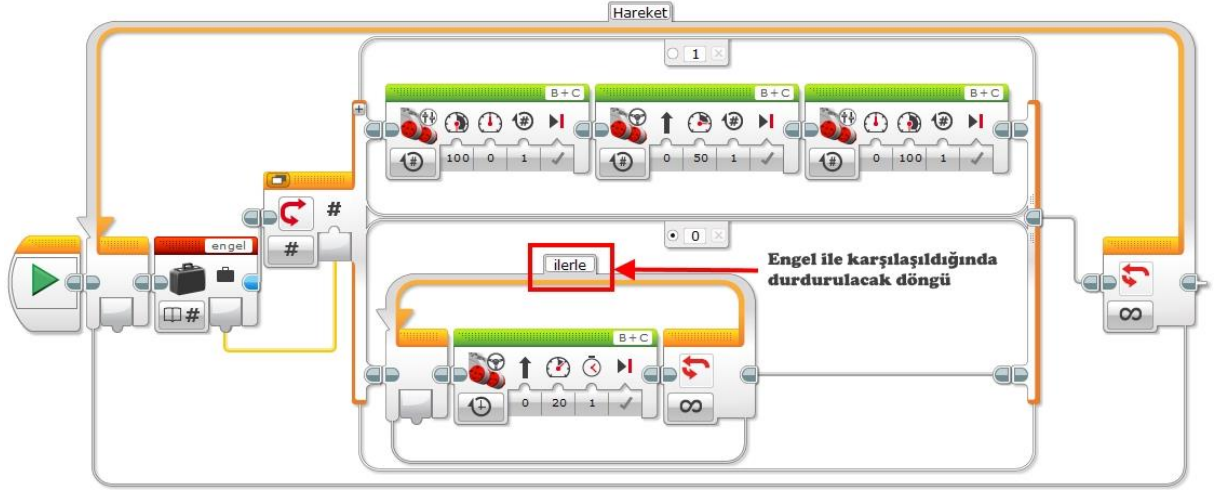 Hareket
1
B + C
B + C
B + C
#
#
#
100 0 1
#
0 50 1
#
0 100 1
engel
#
#
#
0
ilerle
Engel ile karşılaşıldığında
durdurulacak döngü
B + C
0 20 1
∞
∞